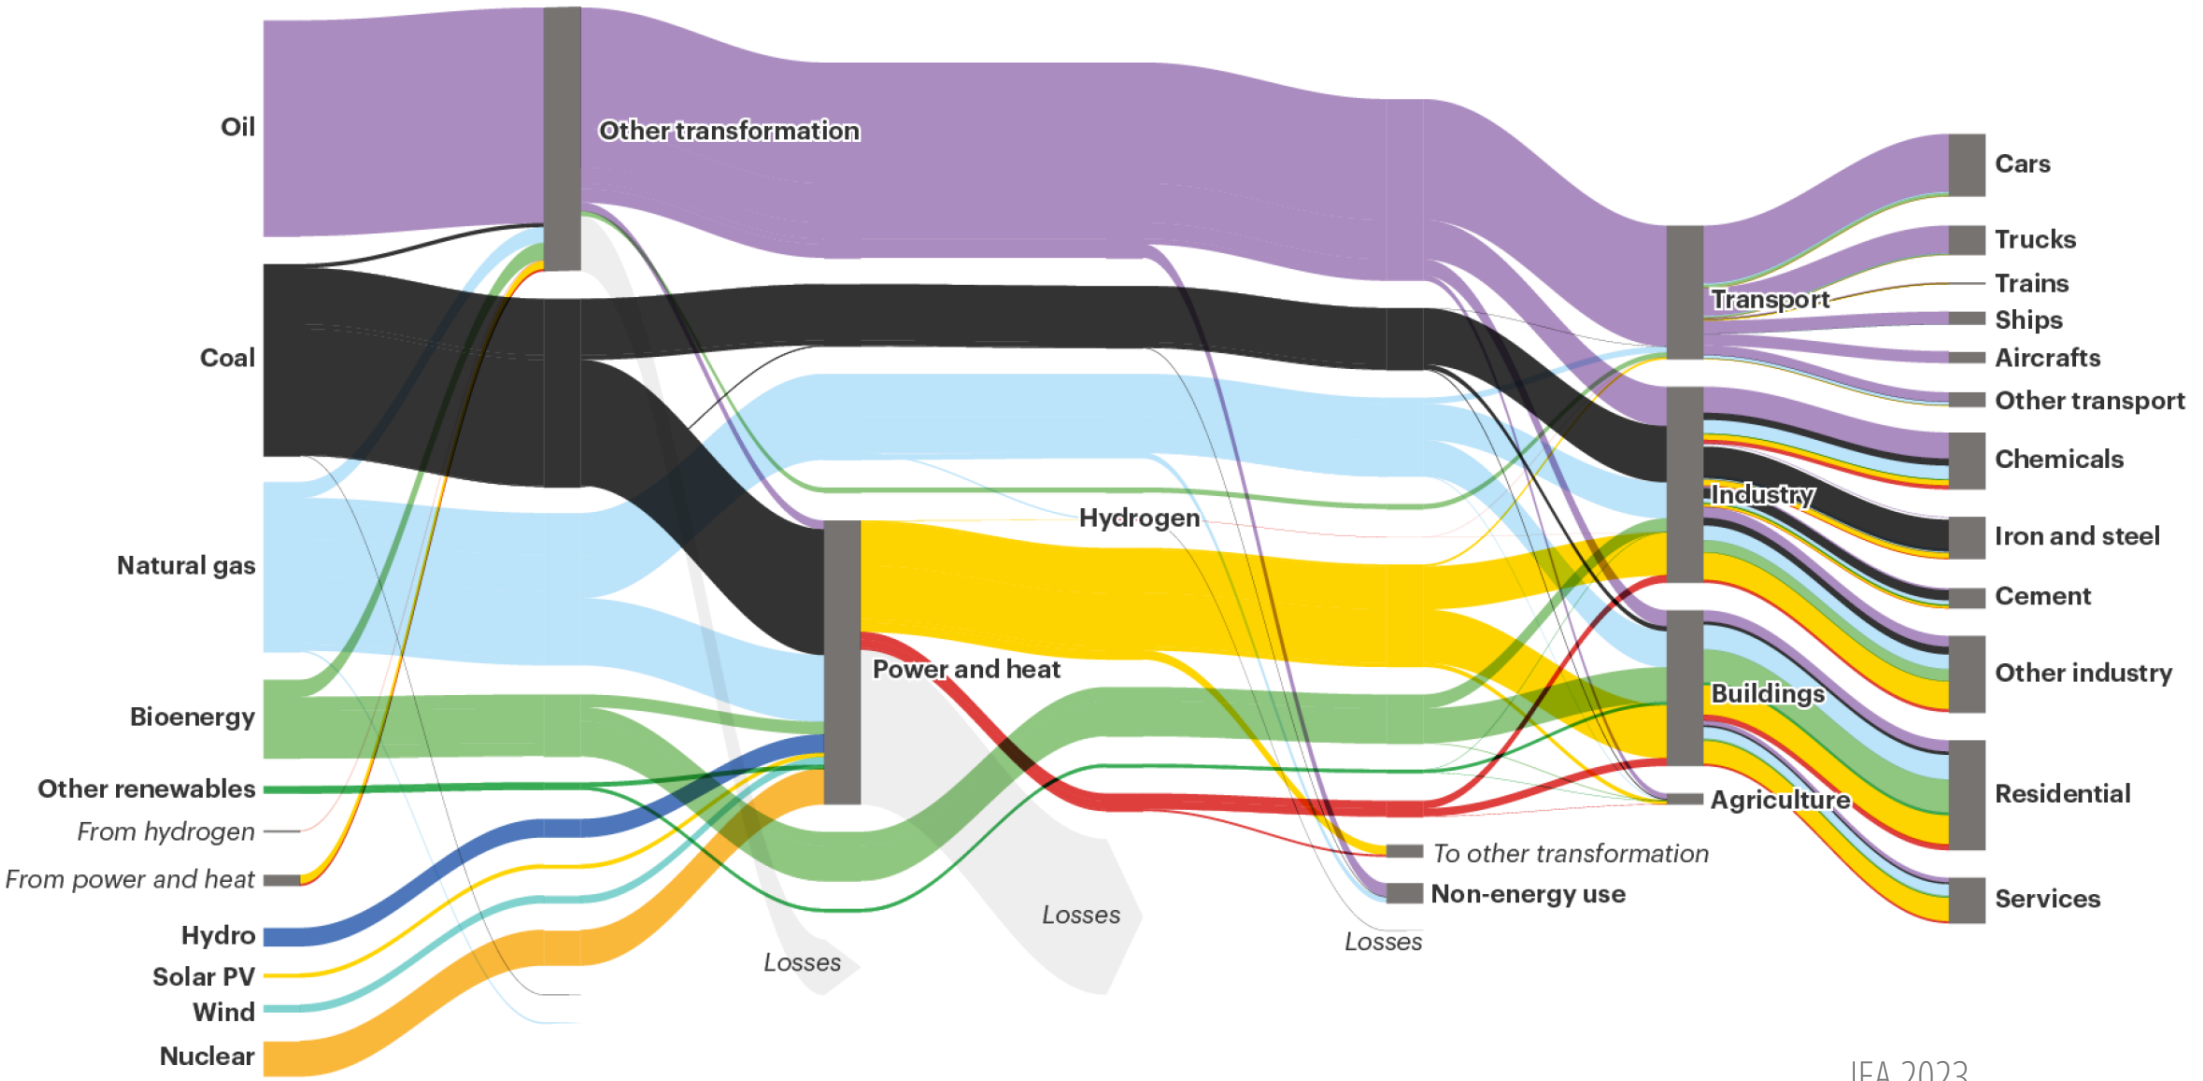 Oil
Coal
Natural gas
Bioenergy
Other renewables
From hydrogen
From power and heat
Hydro
Solar PV
Wind
Nuclear
Other transformation
Losses
Power and heat
Losses
Hydrogen
To other transformation
Non-energy use
Losses
Transport
Industry
Buildings
Agriculture
Cars
Trucks
Trains
Ships
Aircrafts
Other transport
Chemicals
Iron and steel
Cement
Other industry
Residential
Services
IEA 2023